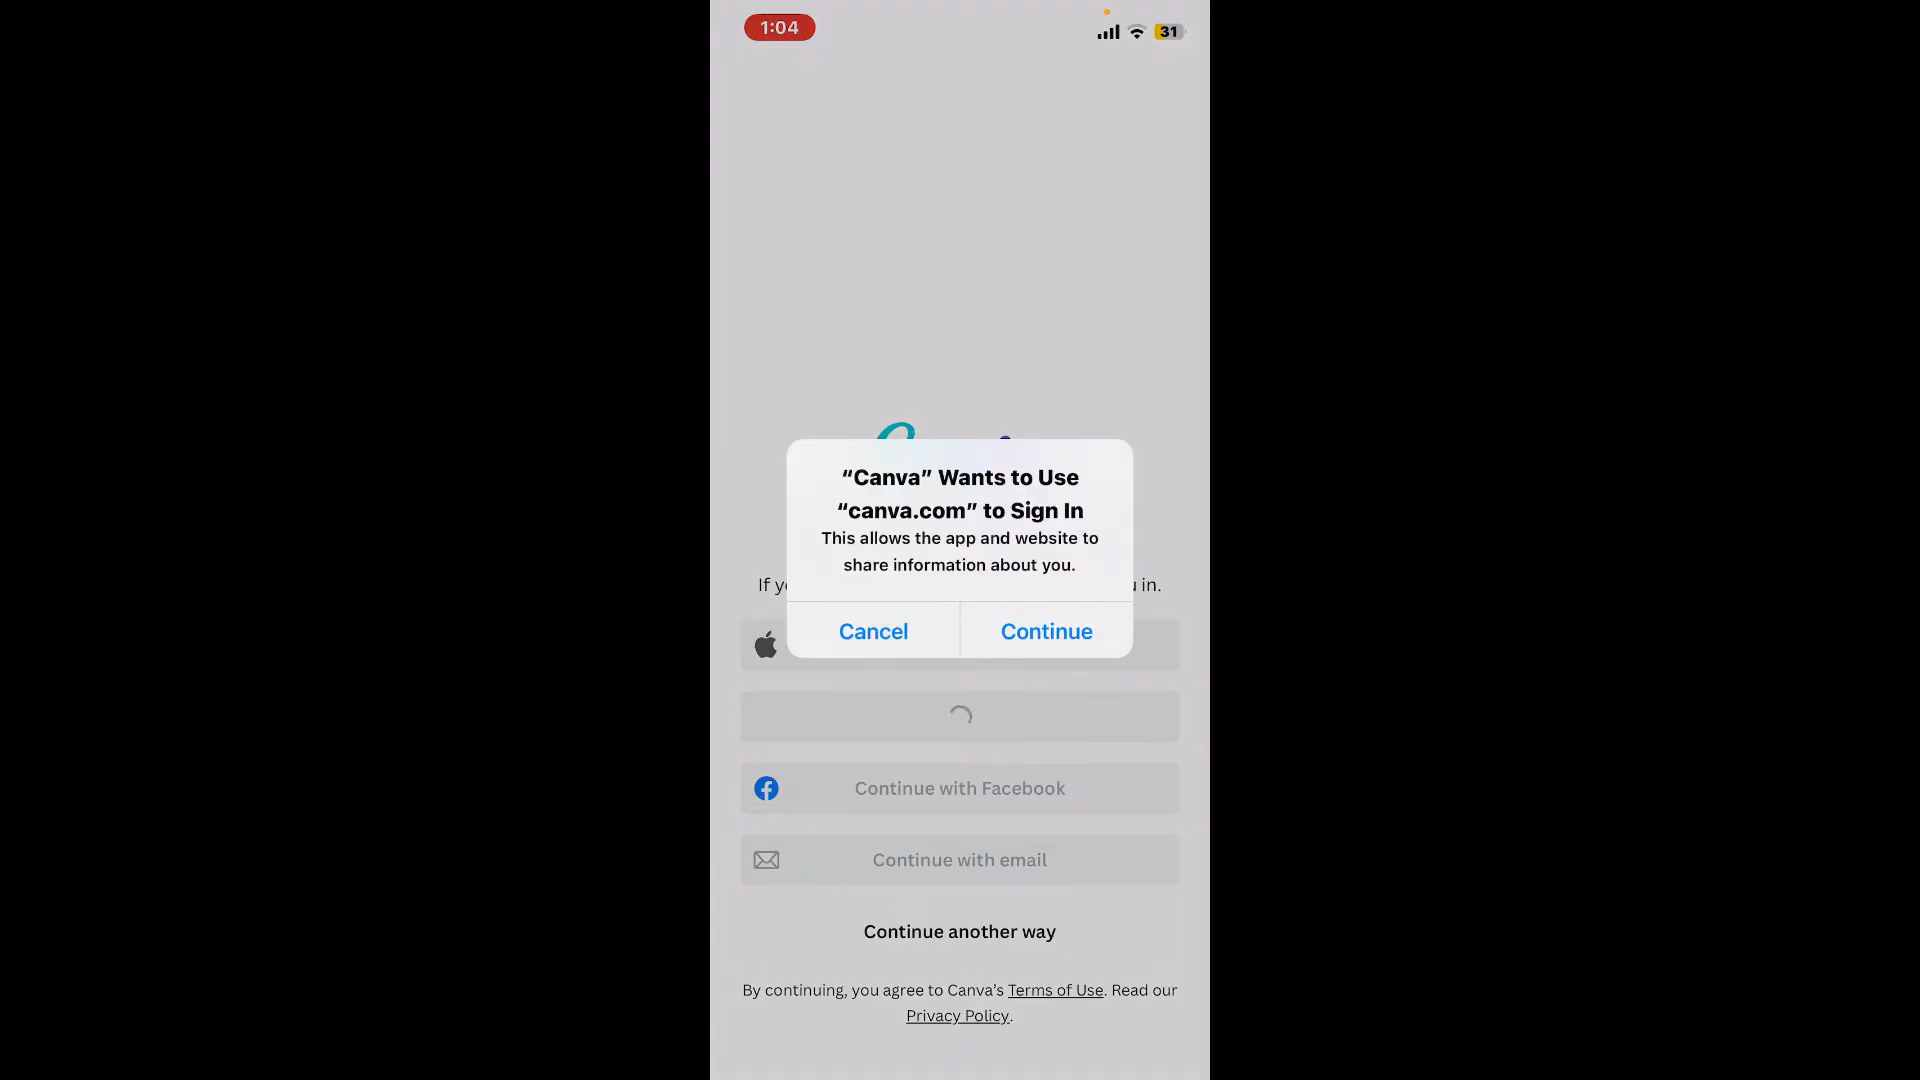 1:04
31
“Canva” Wants to Use
“canva.com” to Sign In
This allows the app and website to
share information about you.
If
in.
Cancel
Continue
Continue with Facebook
Continue with email
Continue another way
By continuing, you agree to Canva’s Terms of Use. Read our
Privacy Policy.